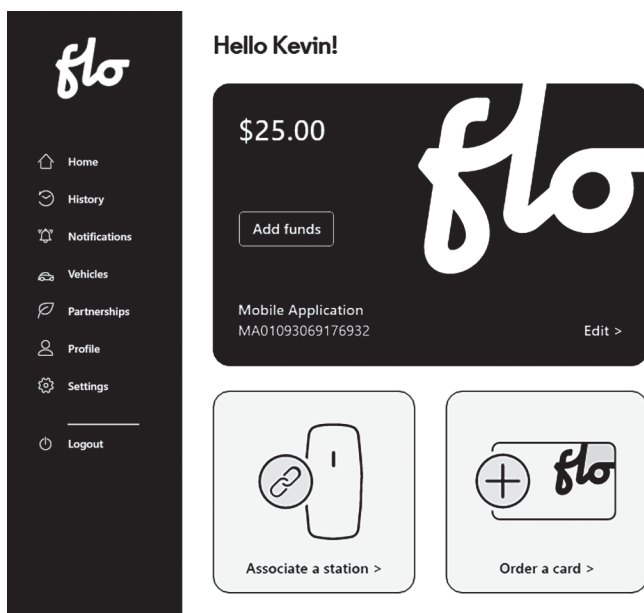 flo
Home
History
Notifications
Vehicles
Partnerships
Profile
Settings
Logout
Hello Kevin!
$25.00
flo
Add funds
Mobile Application
MA01093069176932
Edit >
Associate a station >
flo
Order a card >